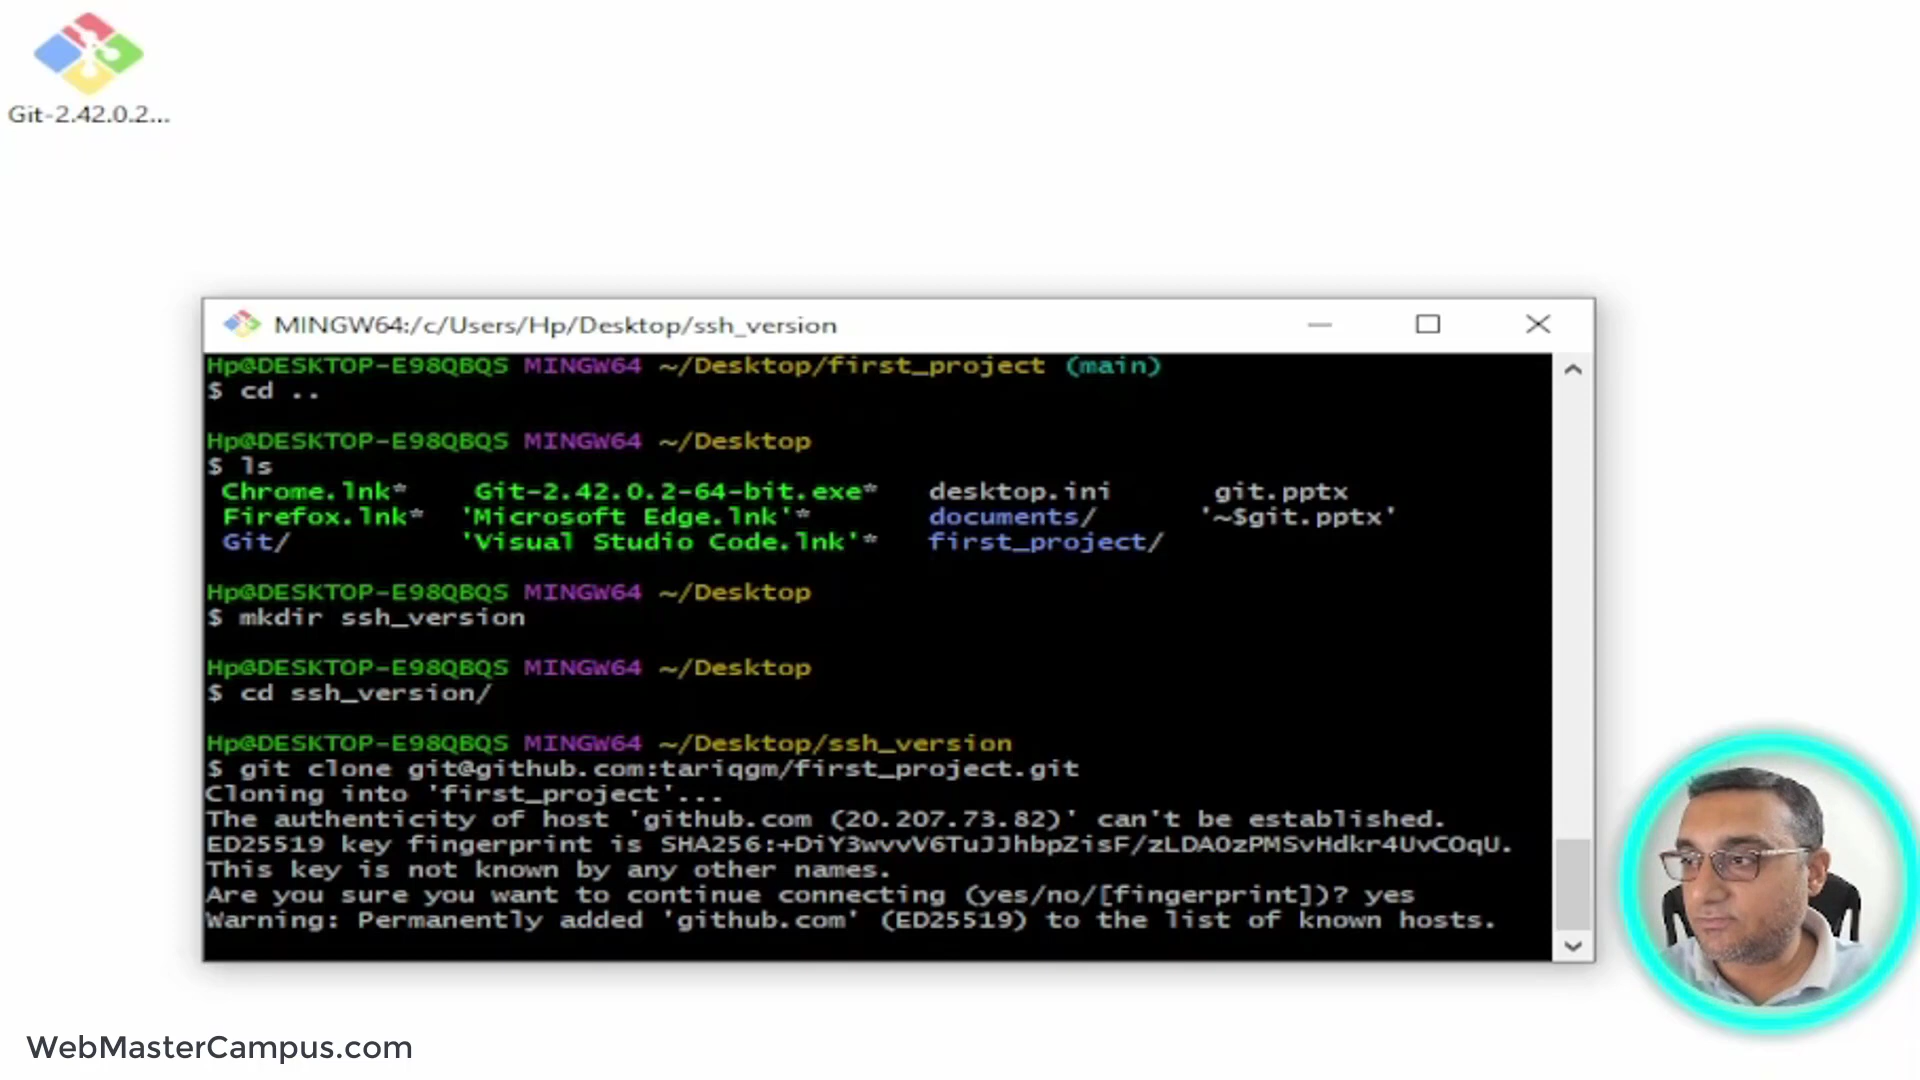 Git-2.42.0.2...
MINGW64:/c/Users/Hp/Desktop/ssh_version
Hp@DESKTOP-E98QBQS MINGW64 ~/Desktop/first_project (main)
$ cd ..
Hp@DESKTOP-E98QBQS MINGW64 ~/Desktop
$ ls
Chrome.lnk* Git-2.42.0.2-64-bit.exe* desktop.ini git.pptx
Firefox.lnk* 'Microsoft Edge.lnk'* documents/ '~$git.pptx'
Git/ 'Visual Studio Code.lnk'* first_project/
Hp@DESKTOP-E98QBQS MINGW64 ~/Desktop
$ mkdir ssh_version
Hp@DESKTOP-E98QBQS MINGW64 ~/Desktop
$ cd ssh_version/
Hp@DESKTOP-E98QBQS MINGW64 ~/Desktop/ssh_version
$ git clone git@github.com:tariqgm/first_project.git
Cloning into 'first_project'...
The authenticity of host 'github.com (20.207.73.82)' can't be established.
ED25519 key fingerprint is SHA256:+DiY3wvvV6TuJJhbpZisF/zLDA0zPMSvHdkr4UvCOqU.
This key is not known by any other names.
Are you sure you want to continue connecting (yes/no/[fingerprint])? yes
Warning: Permanently added 'github.com' (ED25519) to the list of known hosts.
WebMasterCampus.com